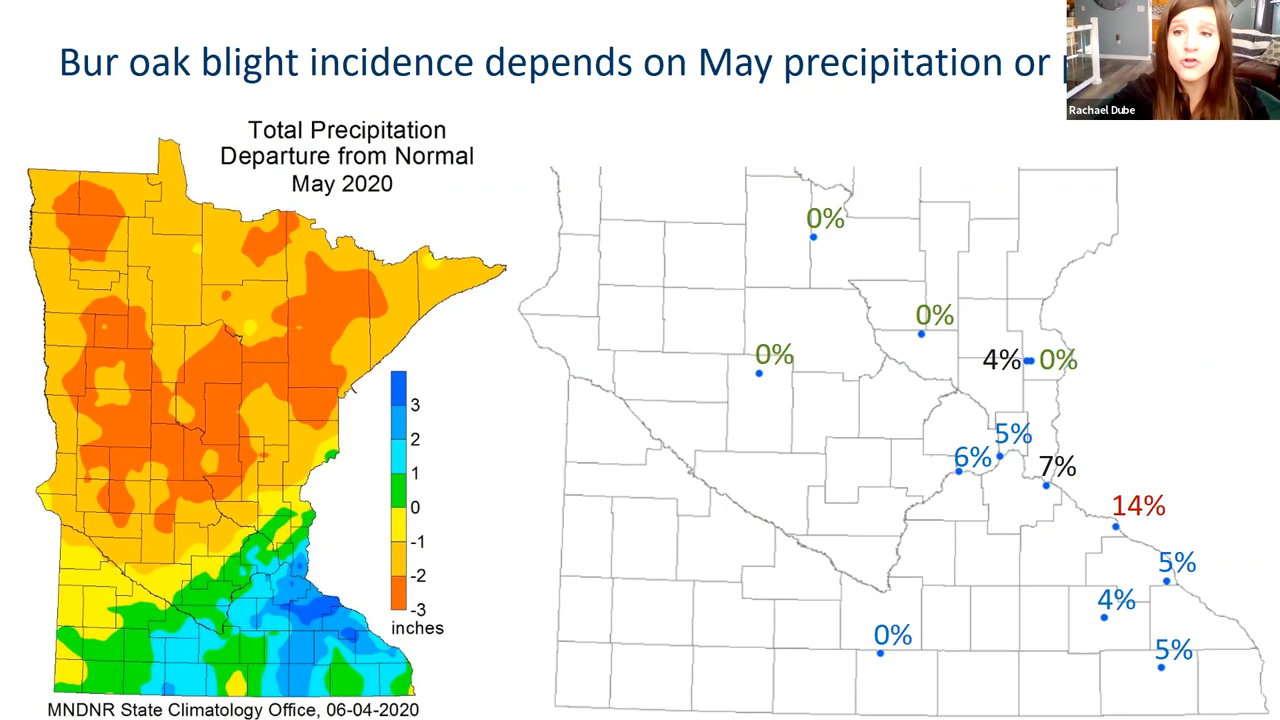 Bur oak blight incidence depends on May precipitation or
Rachael Dube
Total Precipitation
Departure from Normal
May 2020
3
2
1
0
-1
-2
-3
inches
MNDNR State Climatology Office, 06-04-2020
0%
0%
0%
4%
0%
5%
6%
7%
14%
5%
4%
0%
5%